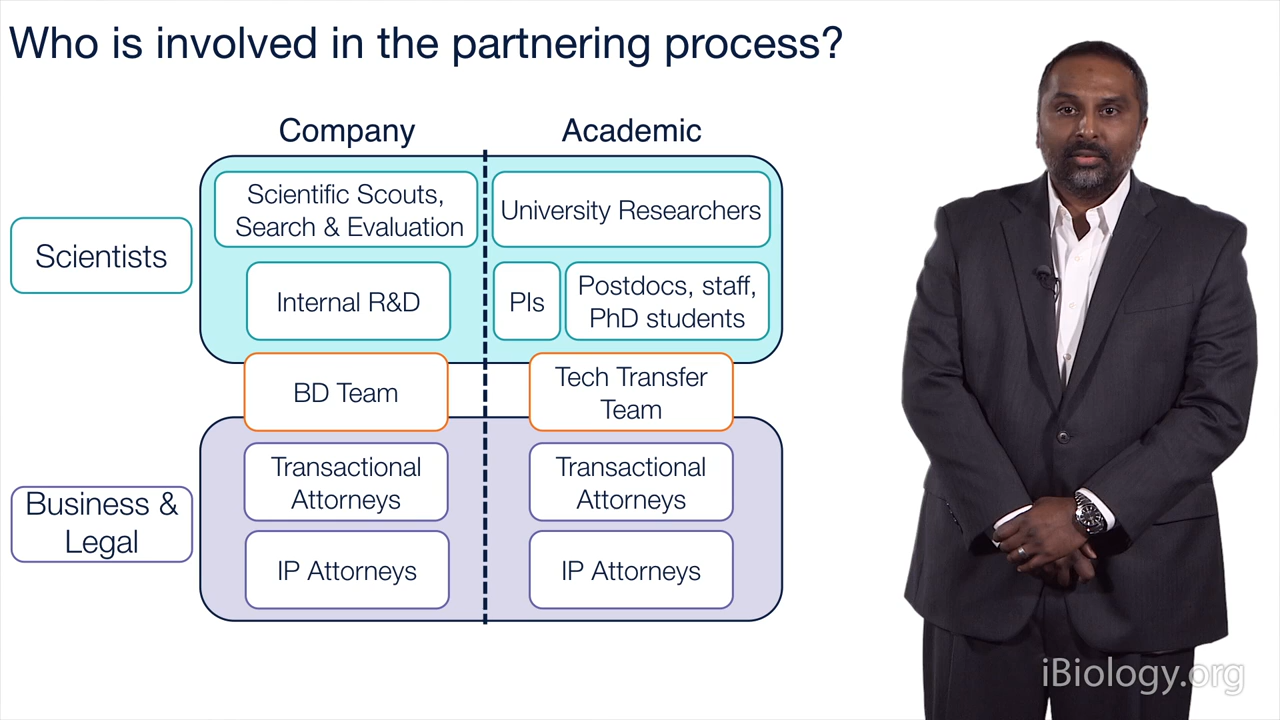 Who is involved in the partnering process?
Company
Academic
Scientists
Scientific Scouts,
Search & Evaluation
University Researchers
Internal R&D
PIs
Postdocs, staff,
PhD students
BD Team
Tech Transfer
Team
Business &
Legal
Transactional
Attorneys
Transactional
Attorneys
IP Attorneys
IP Attorneys
iBiology.org